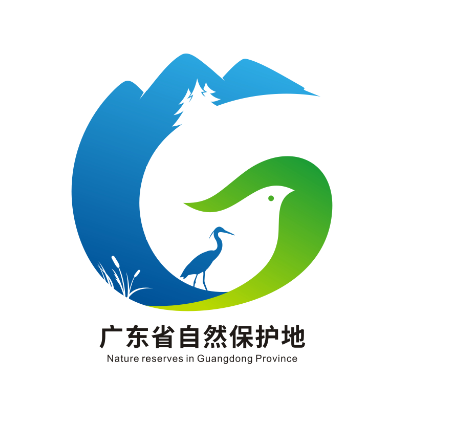 广东省自然保护地
Nature reserves in Guangdong Province